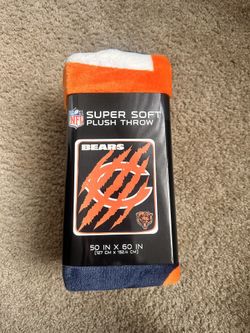 NFL
SUPER SOFT
PLUSH THROW
BEARS
50 IN X 60 IN
(127 CM X 152.4 CM)